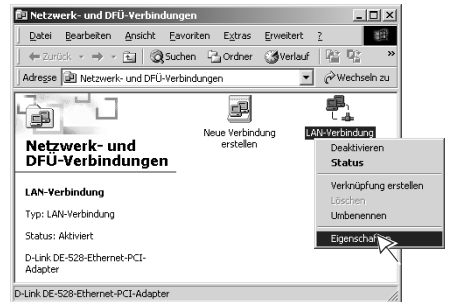 Netzwerk- und DFÜ-Verbindungen
Datei Bearbeiten Ansicht Favoriten Extras Erweitert ?
Zurück Suchen Ordner Verlauf »
Adresse Netzwerk- und DFÜ-Verbindungen Wechseln zu
Netzwerk- und
DFÜ-Verbindungen
LAN-Verbindung
Typ: LAN-Verbindung
Status: Aktiviert
D-Link DE-528-Ethernet-PCI-
Adapter
Neue Verbindung
erstellen
LAN-Verbindung
Deaktivieren
Status
Verknüpfung erstellen
Löschen
Umbenennen
Eigenschaften
D-Link DE-528-Ethernet-PCI-Adapter